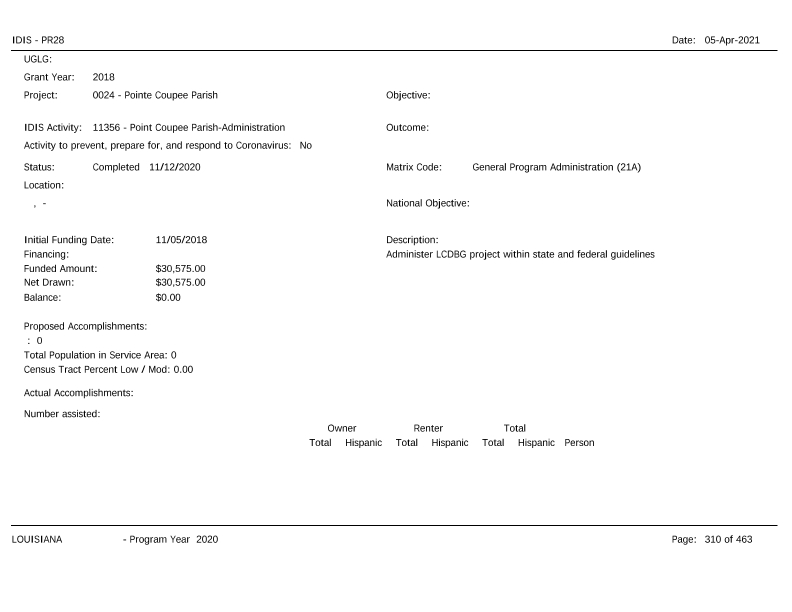 IDIS - PR28 Date: 05-Apr-2021
UGLG:
Grant Year: 2018
Project: 0024 - Pointe Coupee Parish Objective:
IDIS Activity: 11356 - Point Coupee Parish-Administration Outcome:
Activity to prevent, prepare for, and respond to Coronavirus: No
Status: Completed 11/12/2020 Matrix Code: General Program Administration (21A)
Location:
, - National Objective:
Initial Funding Date: 11/05/2018 Description:
Financing: Administer LCDBG project within state and federal guidelines
Funded Amount: $30,575.00
Net Drawn: $30,575.00
Balance: $0.00
Proposed Accomplishments:
: 0
Total Population in Service Area: 0
Census Tract Percent Low / Mod: 0.00
Actual Accomplishments:
Number assisted:
Owner Renter Total
Total Hispanic Total Hispanic Total Hispanic Person
LOUISIANA - Program Year 2020 Page: 310 of 463